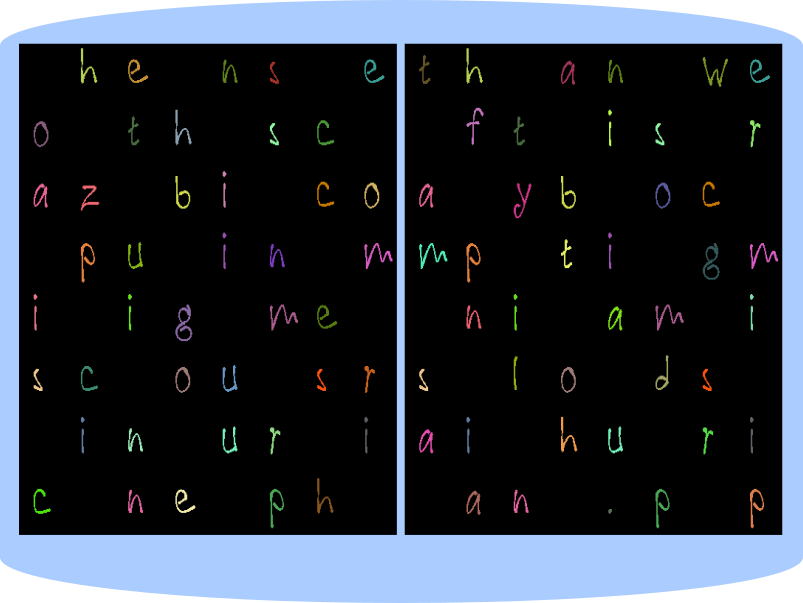 h e n s e
o t h s c
a z b i c o
p u i n m
i i g m e
s c o u s r
i n u r i
c n e p h
t h a n w e
f t i s r
a y b o c
m p t i g m
n i a m i
s l o d s
a i h u r i
a n . p p